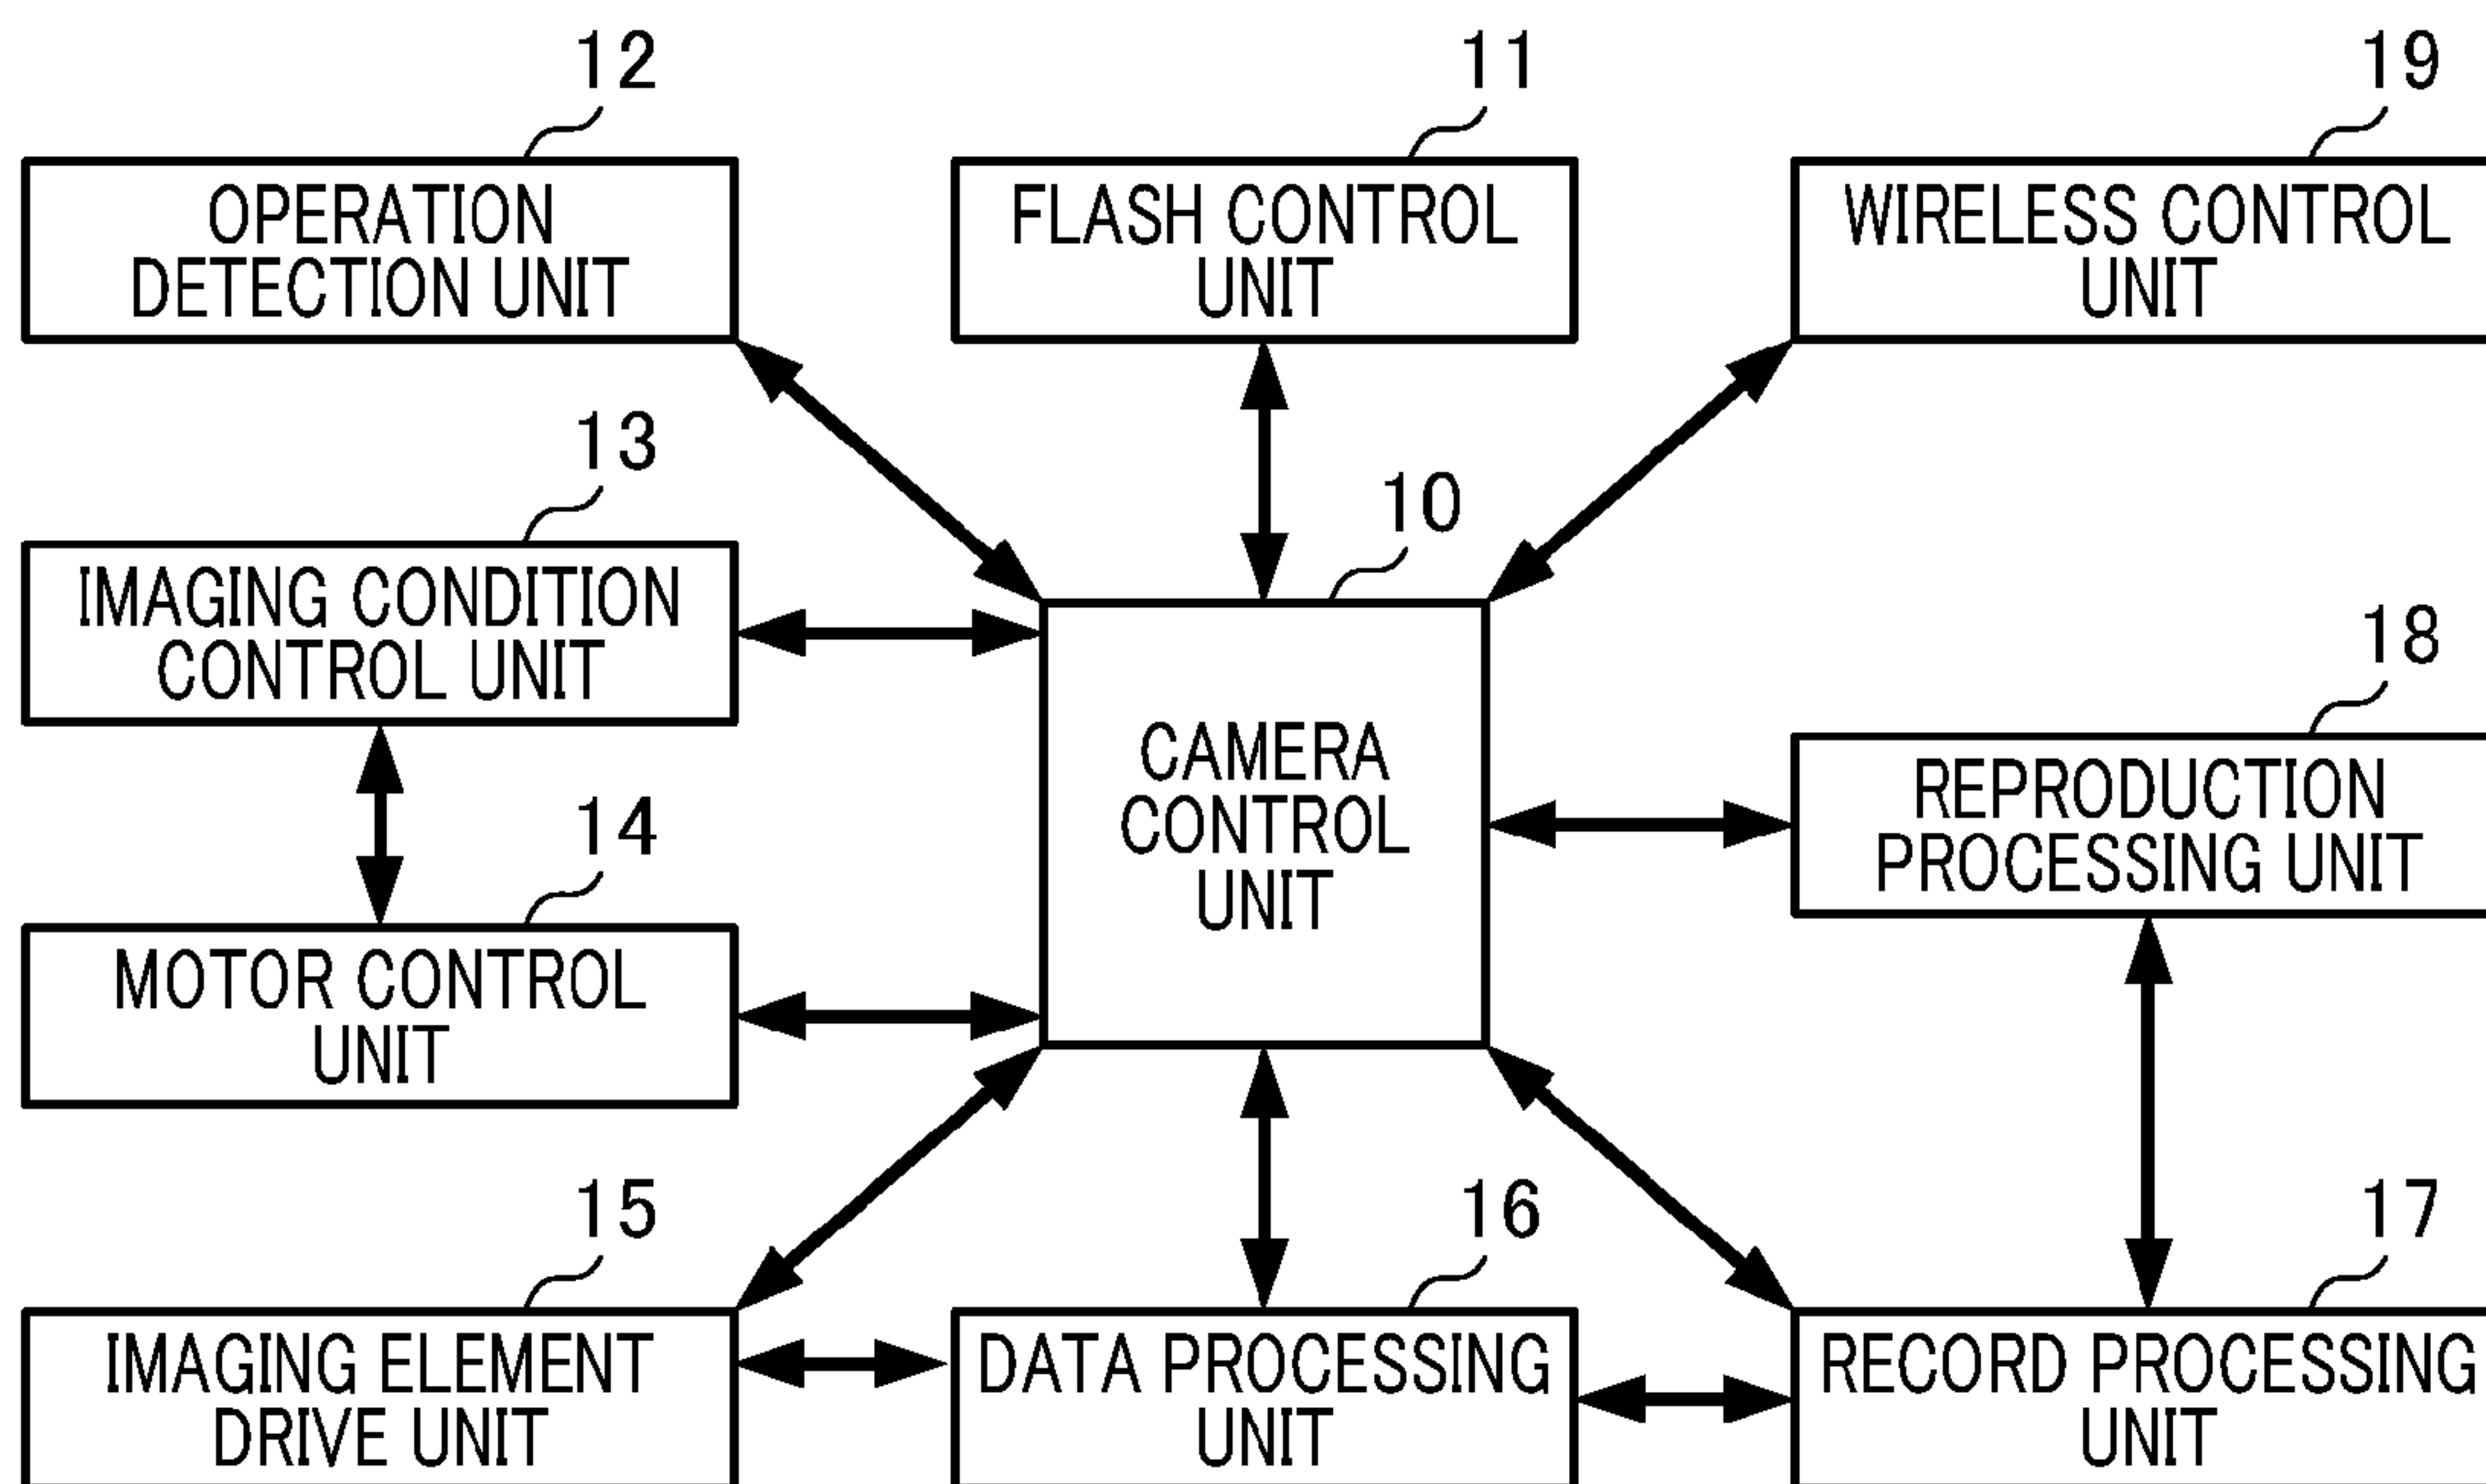 12
OPERATION
DETECTION UNIT
11
FLASH CONTROL
UNIT
19
WIRELESS CONTROL
UNIT
13
IMAGING CONDITION
CONTROL UNIT
10
CAMERA
CONTROL
UNIT
18
REPRODUCTION
PROCESSING UNIT
14
MOTOR CONTROL
UNIT
15
IMAGING ELEMENT
DRIVE UNIT
16
DATA PROCESSING
UNIT
17
RECORD PROCESSING
UNIT